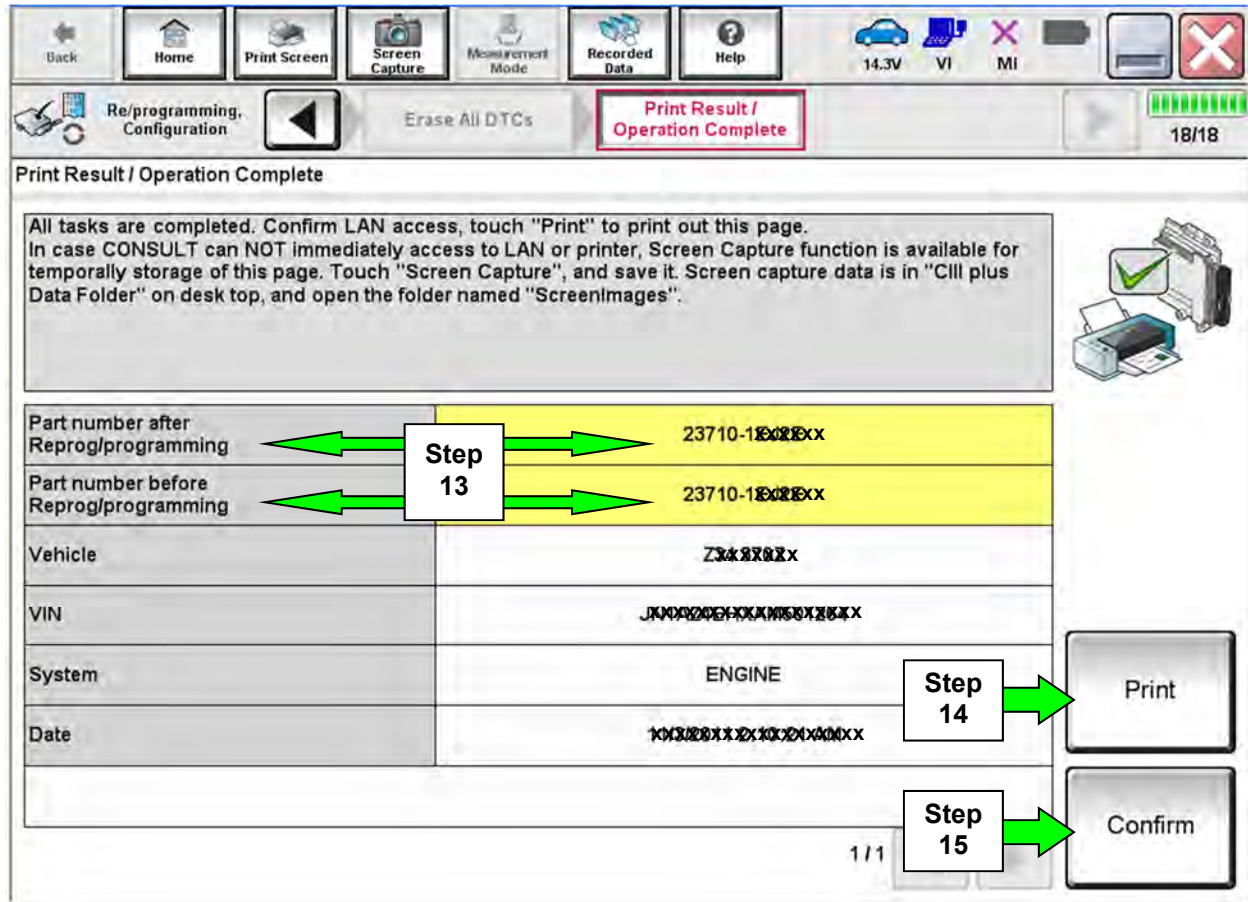 Back
Home
Print Screen
Screen
Capture
Measurement
Mode
Recorded
Data
Help
14.3V
VI
MI
Re/programming,
Configuration
Erase All DTCs
Print Result /
Operation Complete
18/18
Print Result / Operation Complete
All tasks are completed. Confirm LAN access, touch "Print" to print out this page.
In case CONSULT can NOT immediately access to LAN or printer, Screen Capture function is available for
temporally storage of this page. Touch "Screen Capture", and save it. Screen capture data is in "CIII plus
Data Folder" on desk top, and open the folder named "ScreenImages".
Part number after
Reprog/programming
23710-1
Part number before
Reprog/programming
23710-1
Step
13
Vehicle
VIN
System
ENGINE
Step
14
Print
Date
Step
15
Confirm
1/1